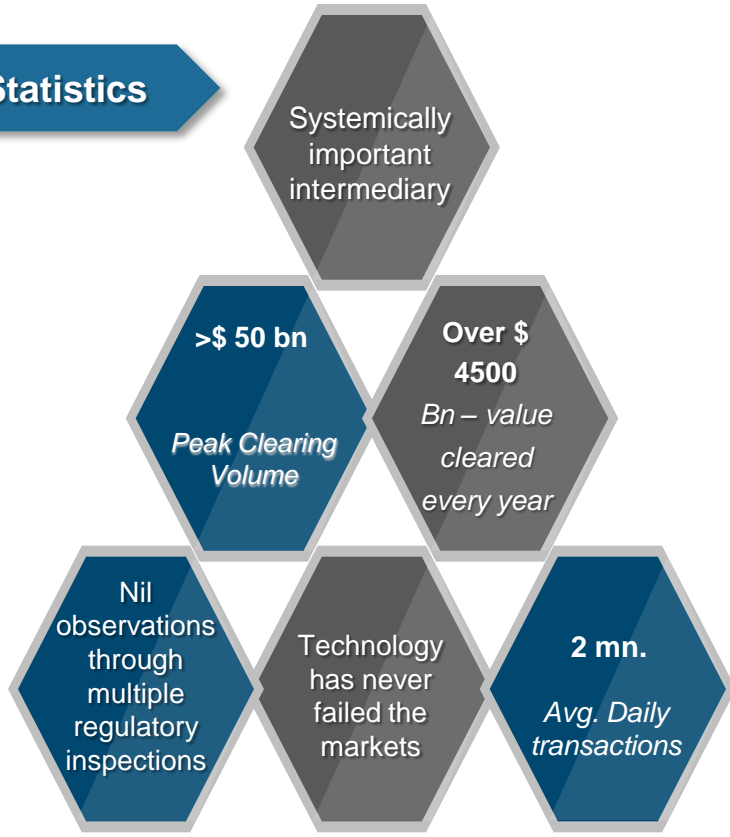 Statistics
Systemically
important
intermediary
>$ 50 bn
Peak Clearing
Volume
Over $
4500
Bn – value
cleared
every year
Nil
observations
through
multiple
regulatory
inspections
Technology
has never
failed the
markets
2 mn.
Avg. Daily
transactions